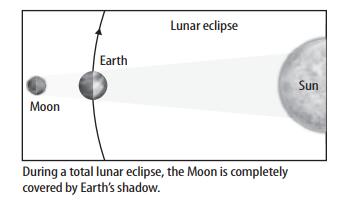 Lunar eclipse
Earth
Sun
Moon
During a total lunar eclipse, the Moon is completely
covered by Earth's shadow.